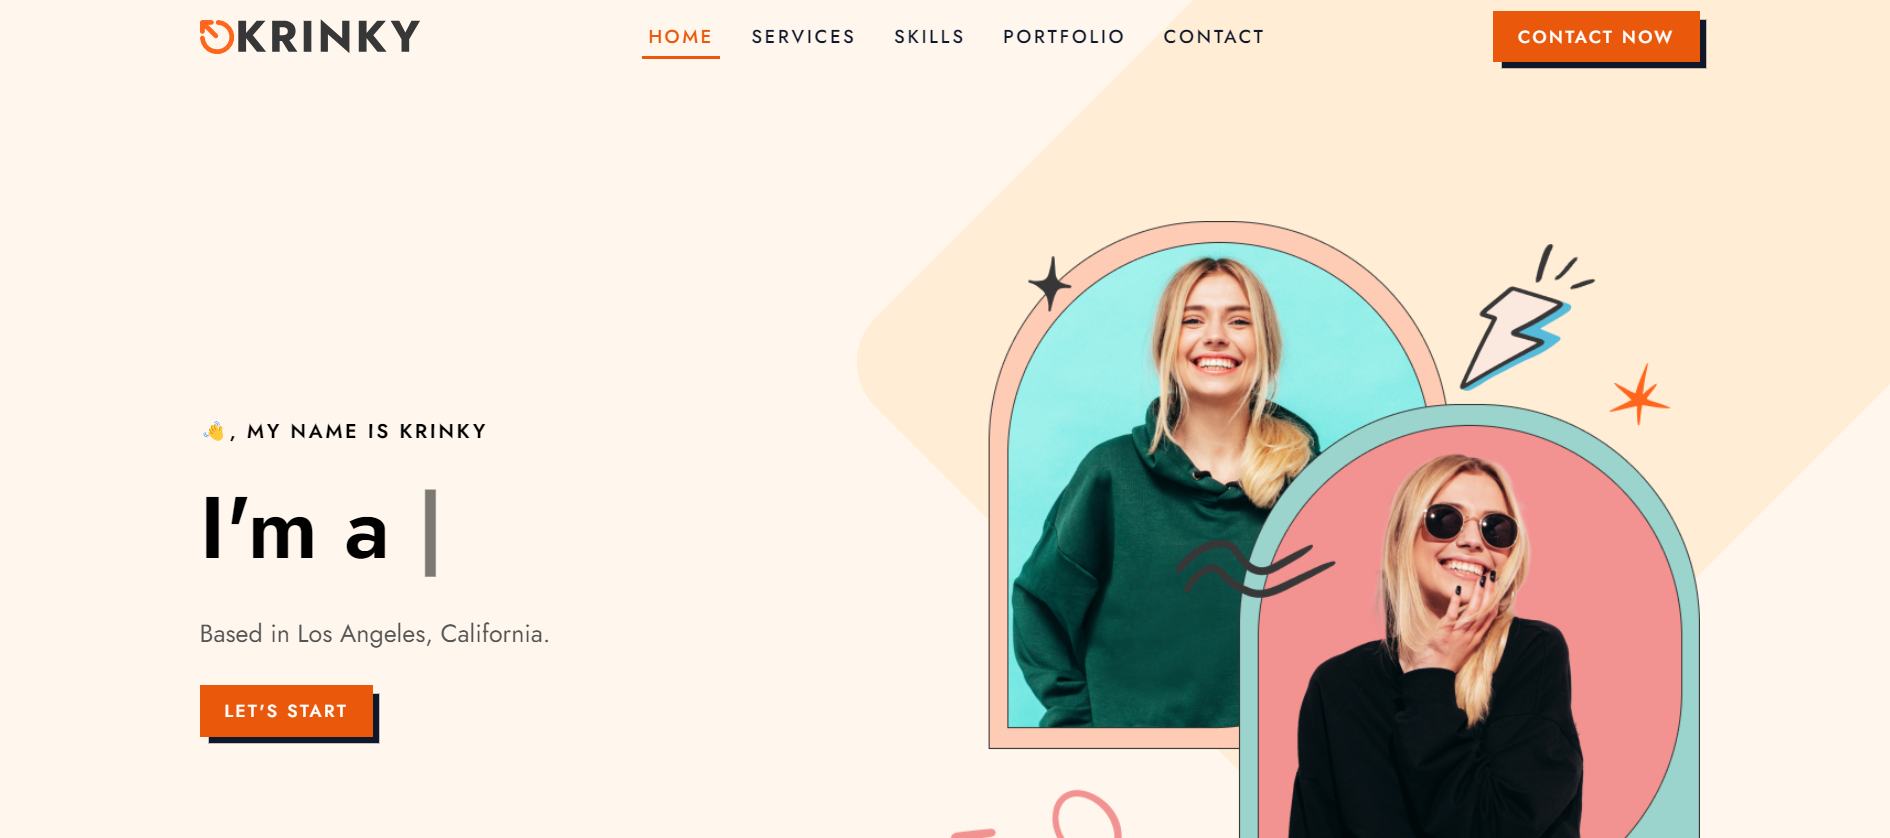 KRINKY
HOME
SERVICES
SKILLS
PORTFOLIO
CONTACT
CONTACT NOW
👋, MY NAME IS KRINKY
I'm a |
Based in Los Angeles, California.
LET'S START